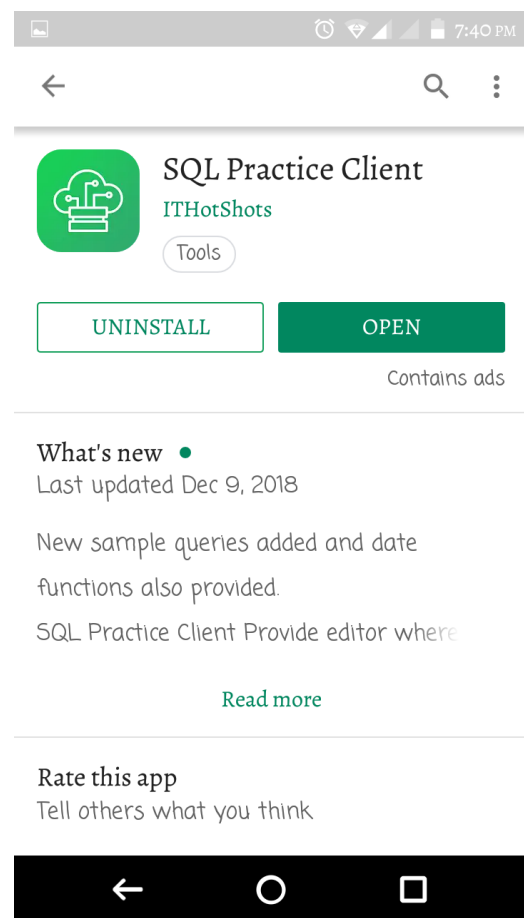 7:40 PM
SQL Practice Client
ITHotShots
Tools
UNINSTALL OPEN
Contains ads
What's new
Last updated Dec 9, 2018
New sample queries added and date
functions also provided.
SQL Practice Client Provide editor where
Read more
Rate this app
Tell others what you think